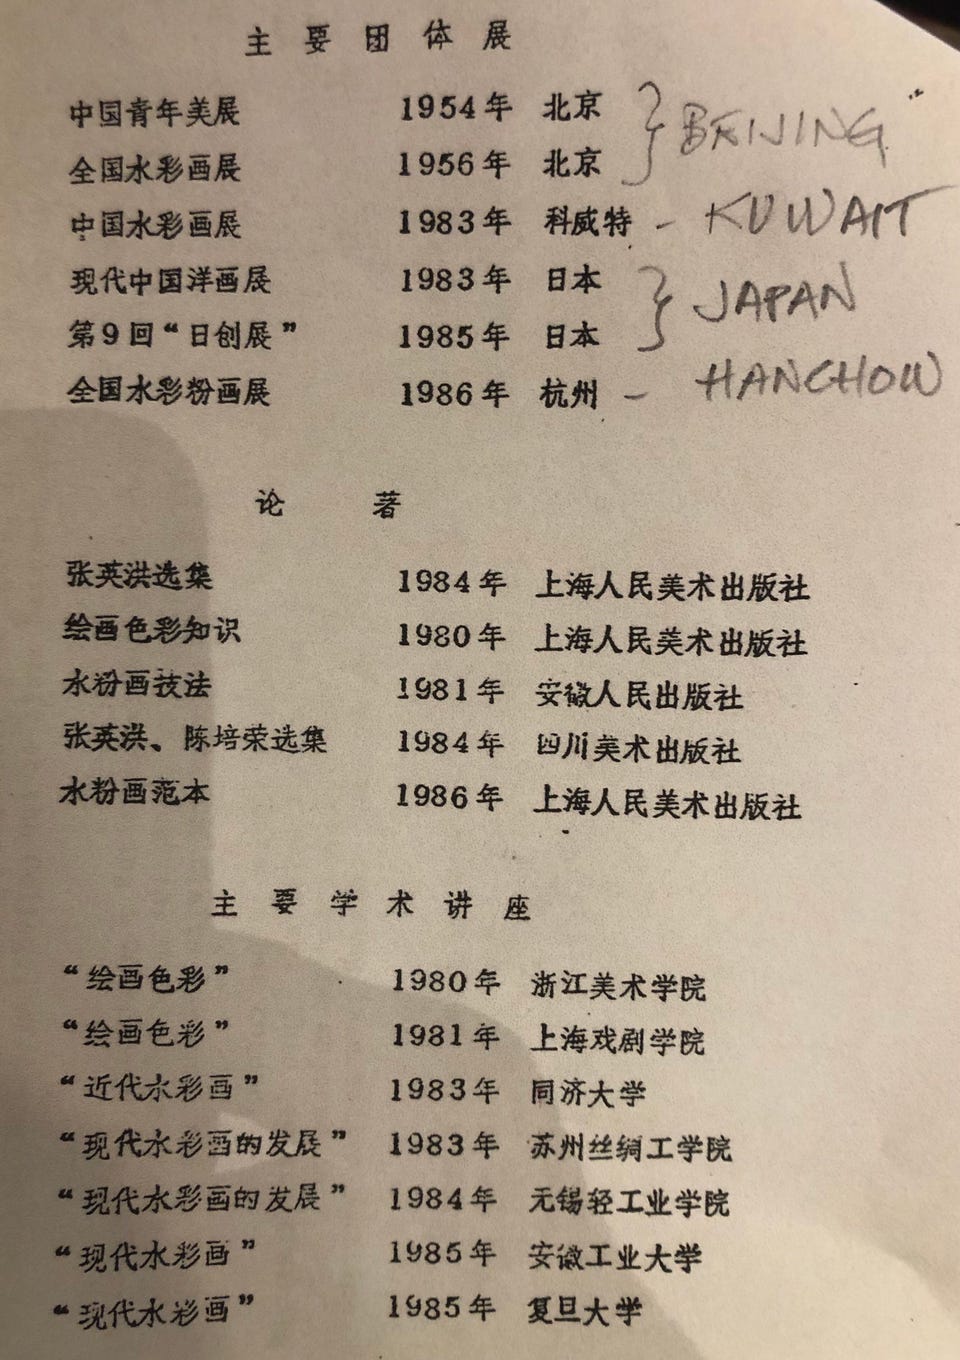 主要团体展
中国青年美展 1954年 北京
全国水彩画展 1956年 北京 BEIJING
中国水彩画展 1983年 科威特 - KUWAIT
现代中国洋画展 1983年 日本
第9回“日创展” 1985年 日本 JAPAN
全国水彩粉画展 1986年 杭州 - HANCHOW
论著
张英洪选集 1984年 上海人民美术出版社
绘画色彩知识 1980年 上海人民美术出版社
水粉画技法 1981年 安徽人民出版社
张英洪、陈培荣选集 1984年 四川美术出版社
水粉画范本 1986年 上海人民美术出版社
主要学术讲座
“绘画色彩” 1980年 浙江美术学院
“绘画色彩” 1981年 上海戏剧学院
“近代水彩画” 1983年 同济大学
“现代水彩画的发展” 1983年 苏州丝绸工学院
“现代水彩画的发展” 1984年 无锡轻工业学院
“现代水彩画” 1985年 安徽工业大学
“现代水彩画” 1985年 复旦大学